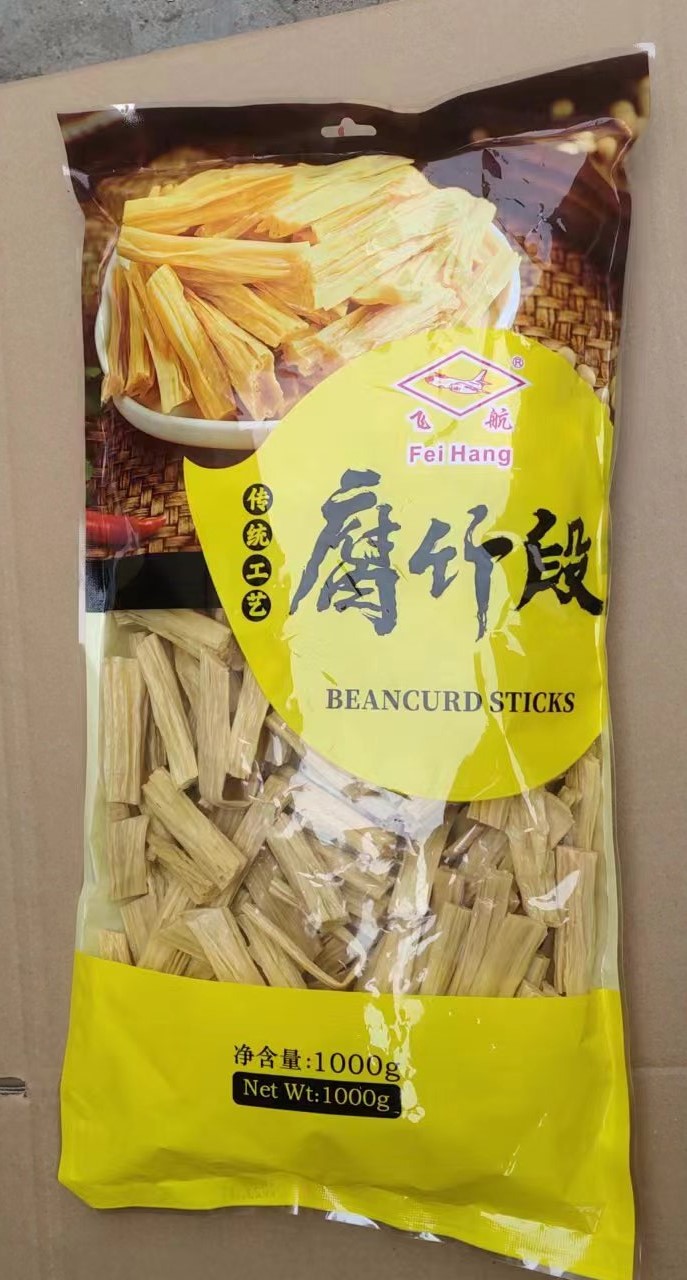 ®
飞航
Fei Hang
传统工艺
腐竹段
BEANCURD STICKS
净含量:1000g
Net Wt:1000g